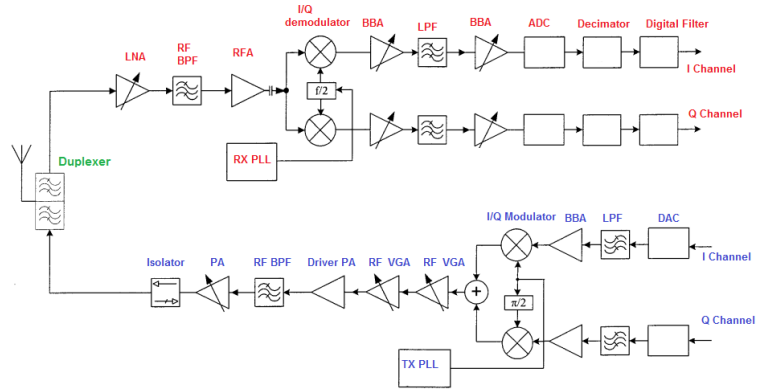 I/Q
demodulator
BBA
LPF
BBA
ADC
Decimator
Digital Filter
LNA
RF
BPF
RFA
I Channel
f/2
Q Channel
RX PLL
Duplexer
I/Q Modulator
BBA
LPF
DAC
I Channel
Isolator
PA
RF BPF
Driver PA
RF VGA
RF VGA
+
π/2
Q Channel
TX PLL